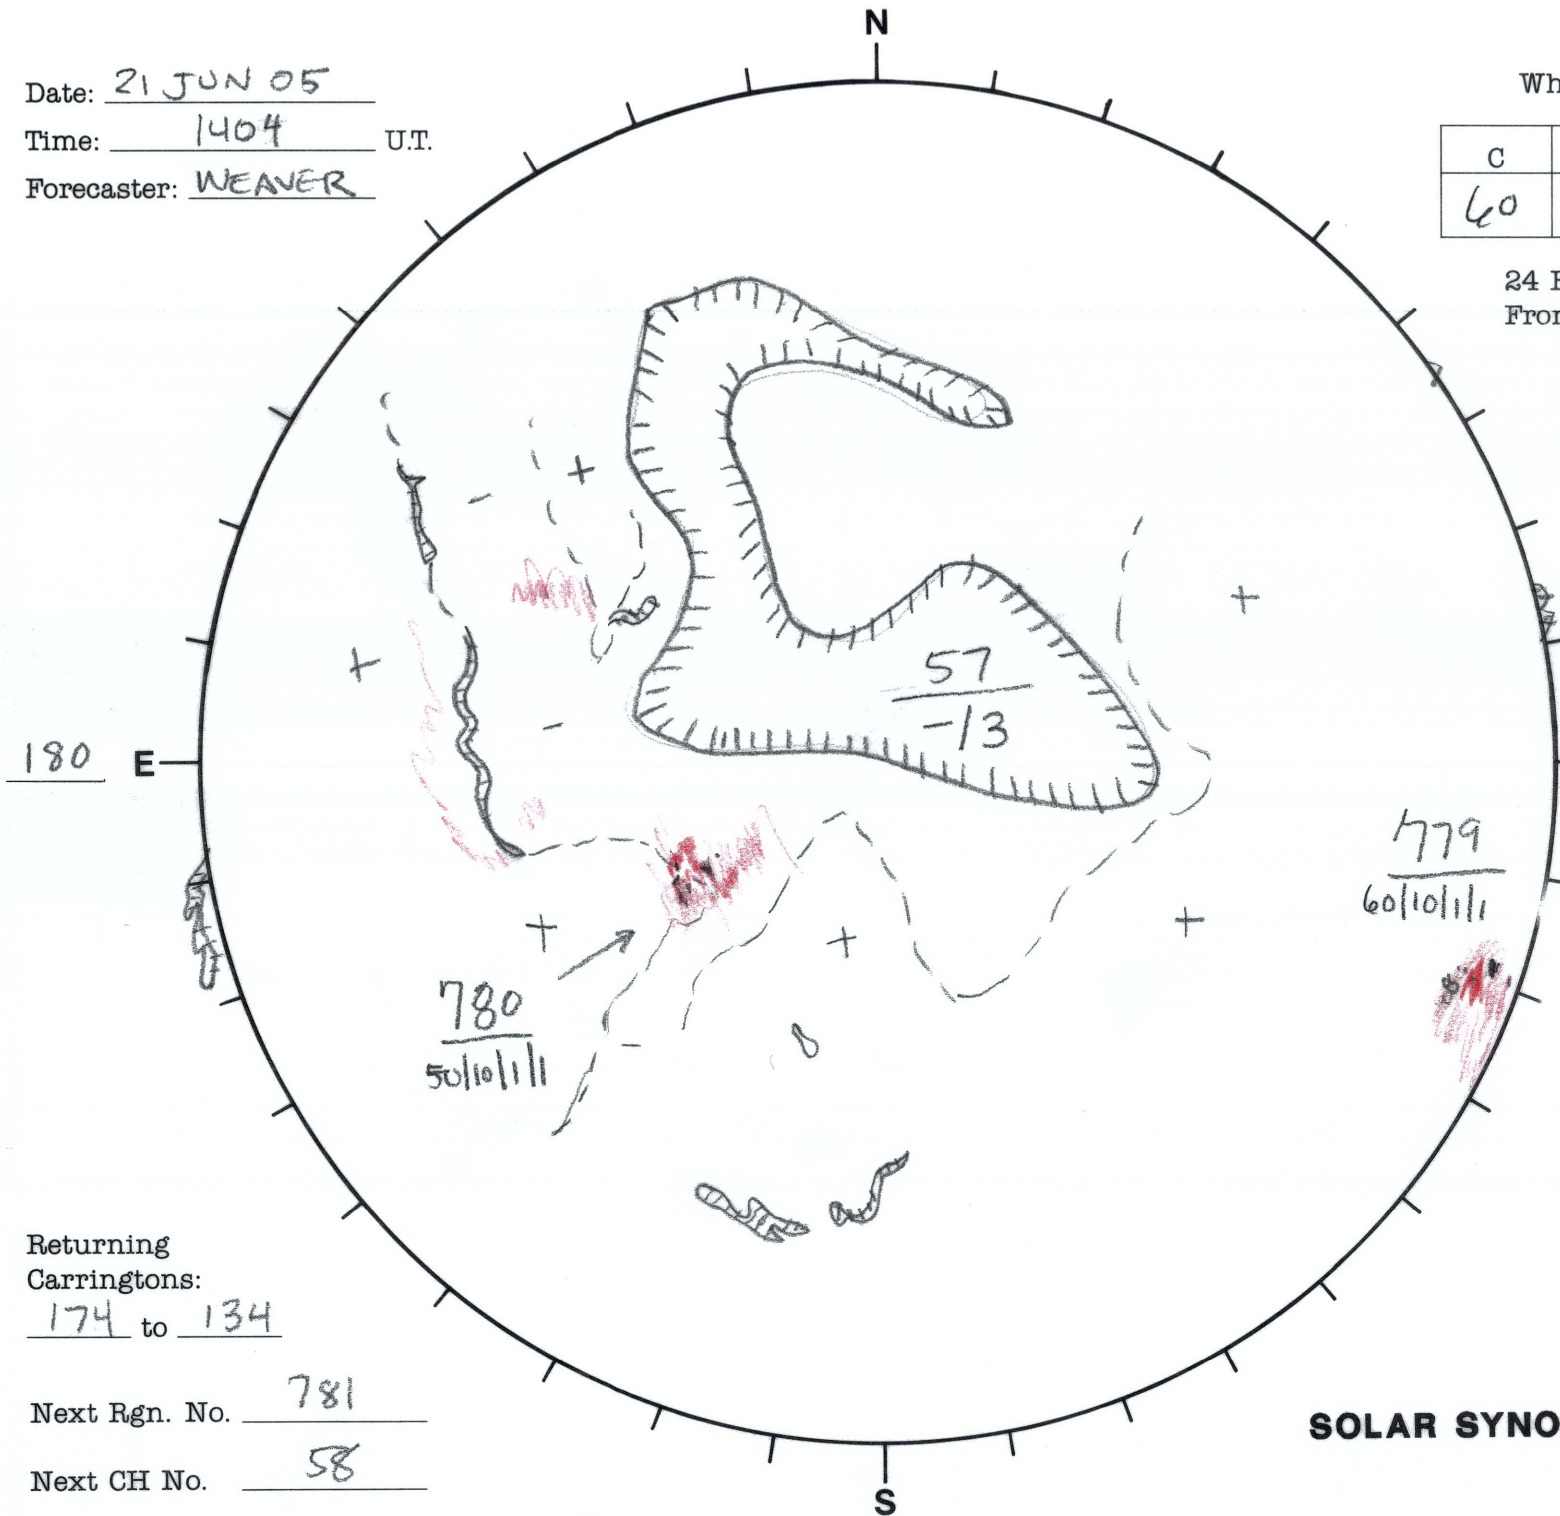 N
Date: 21 JUN 05
Time: 1404 U.T.
Forecaster: WEAVER
Wh
C
60
24 H
From
+
-
+
+
57
-13
-
180 E
779
60/10/1/1
+
+
+
780
50/10/1/1
-
Returning
Carringtons:
174 to 134
Next Rgn. No. 781
Next CH No. 58
SOLAR SYNO
S